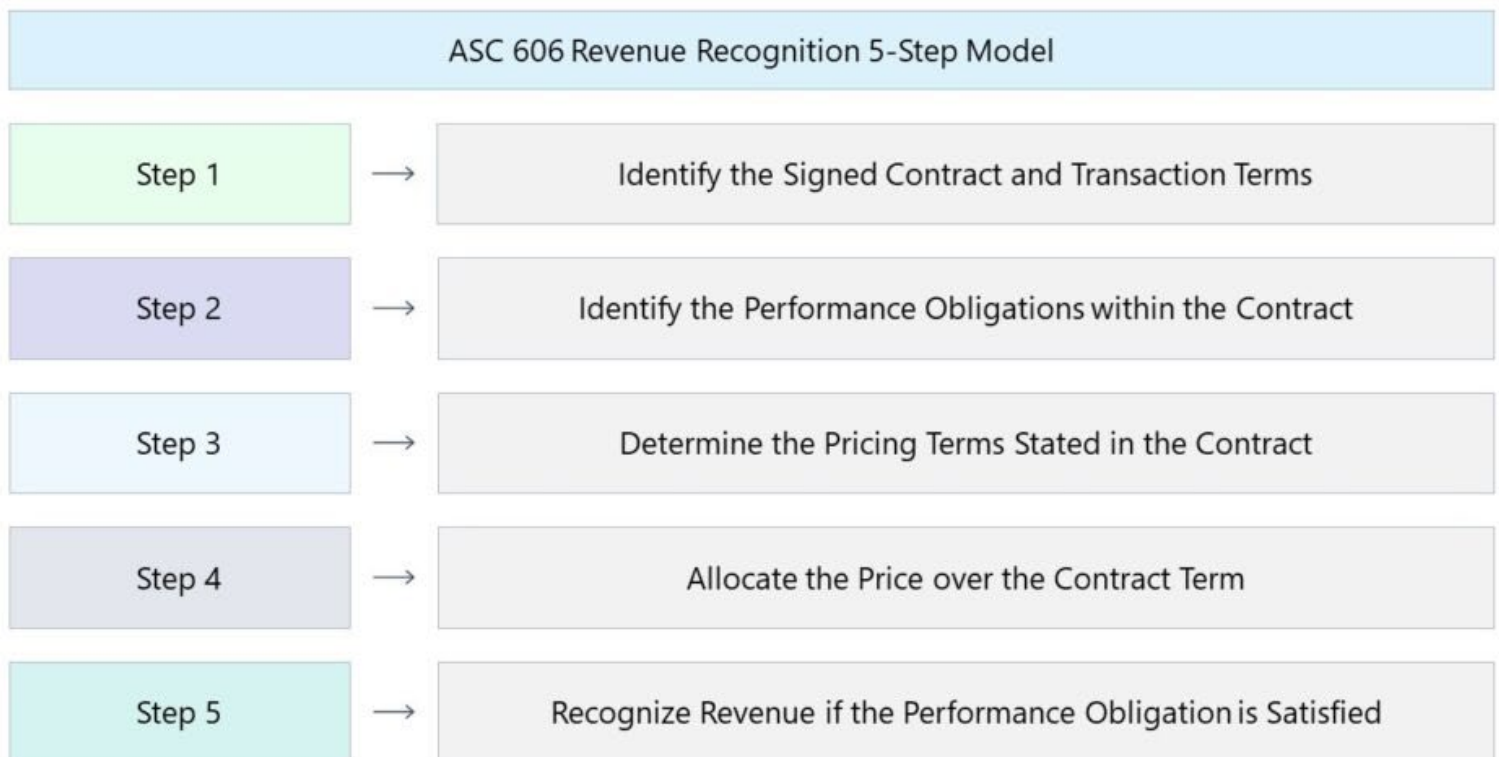 ASC 606 Revenue Recognition 5-Step Model
Step 1 → Identify the Signed Contract and Transaction Terms
Step 2 → Identify the Performance Obligations within the Contract
Step 3 → Determine the Pricing Terms Stated in the Contract
Step 4 → Allocate the Price over the Contract Term
Step 5 → Recognize Revenue if the Performance Obligation is Satisfied